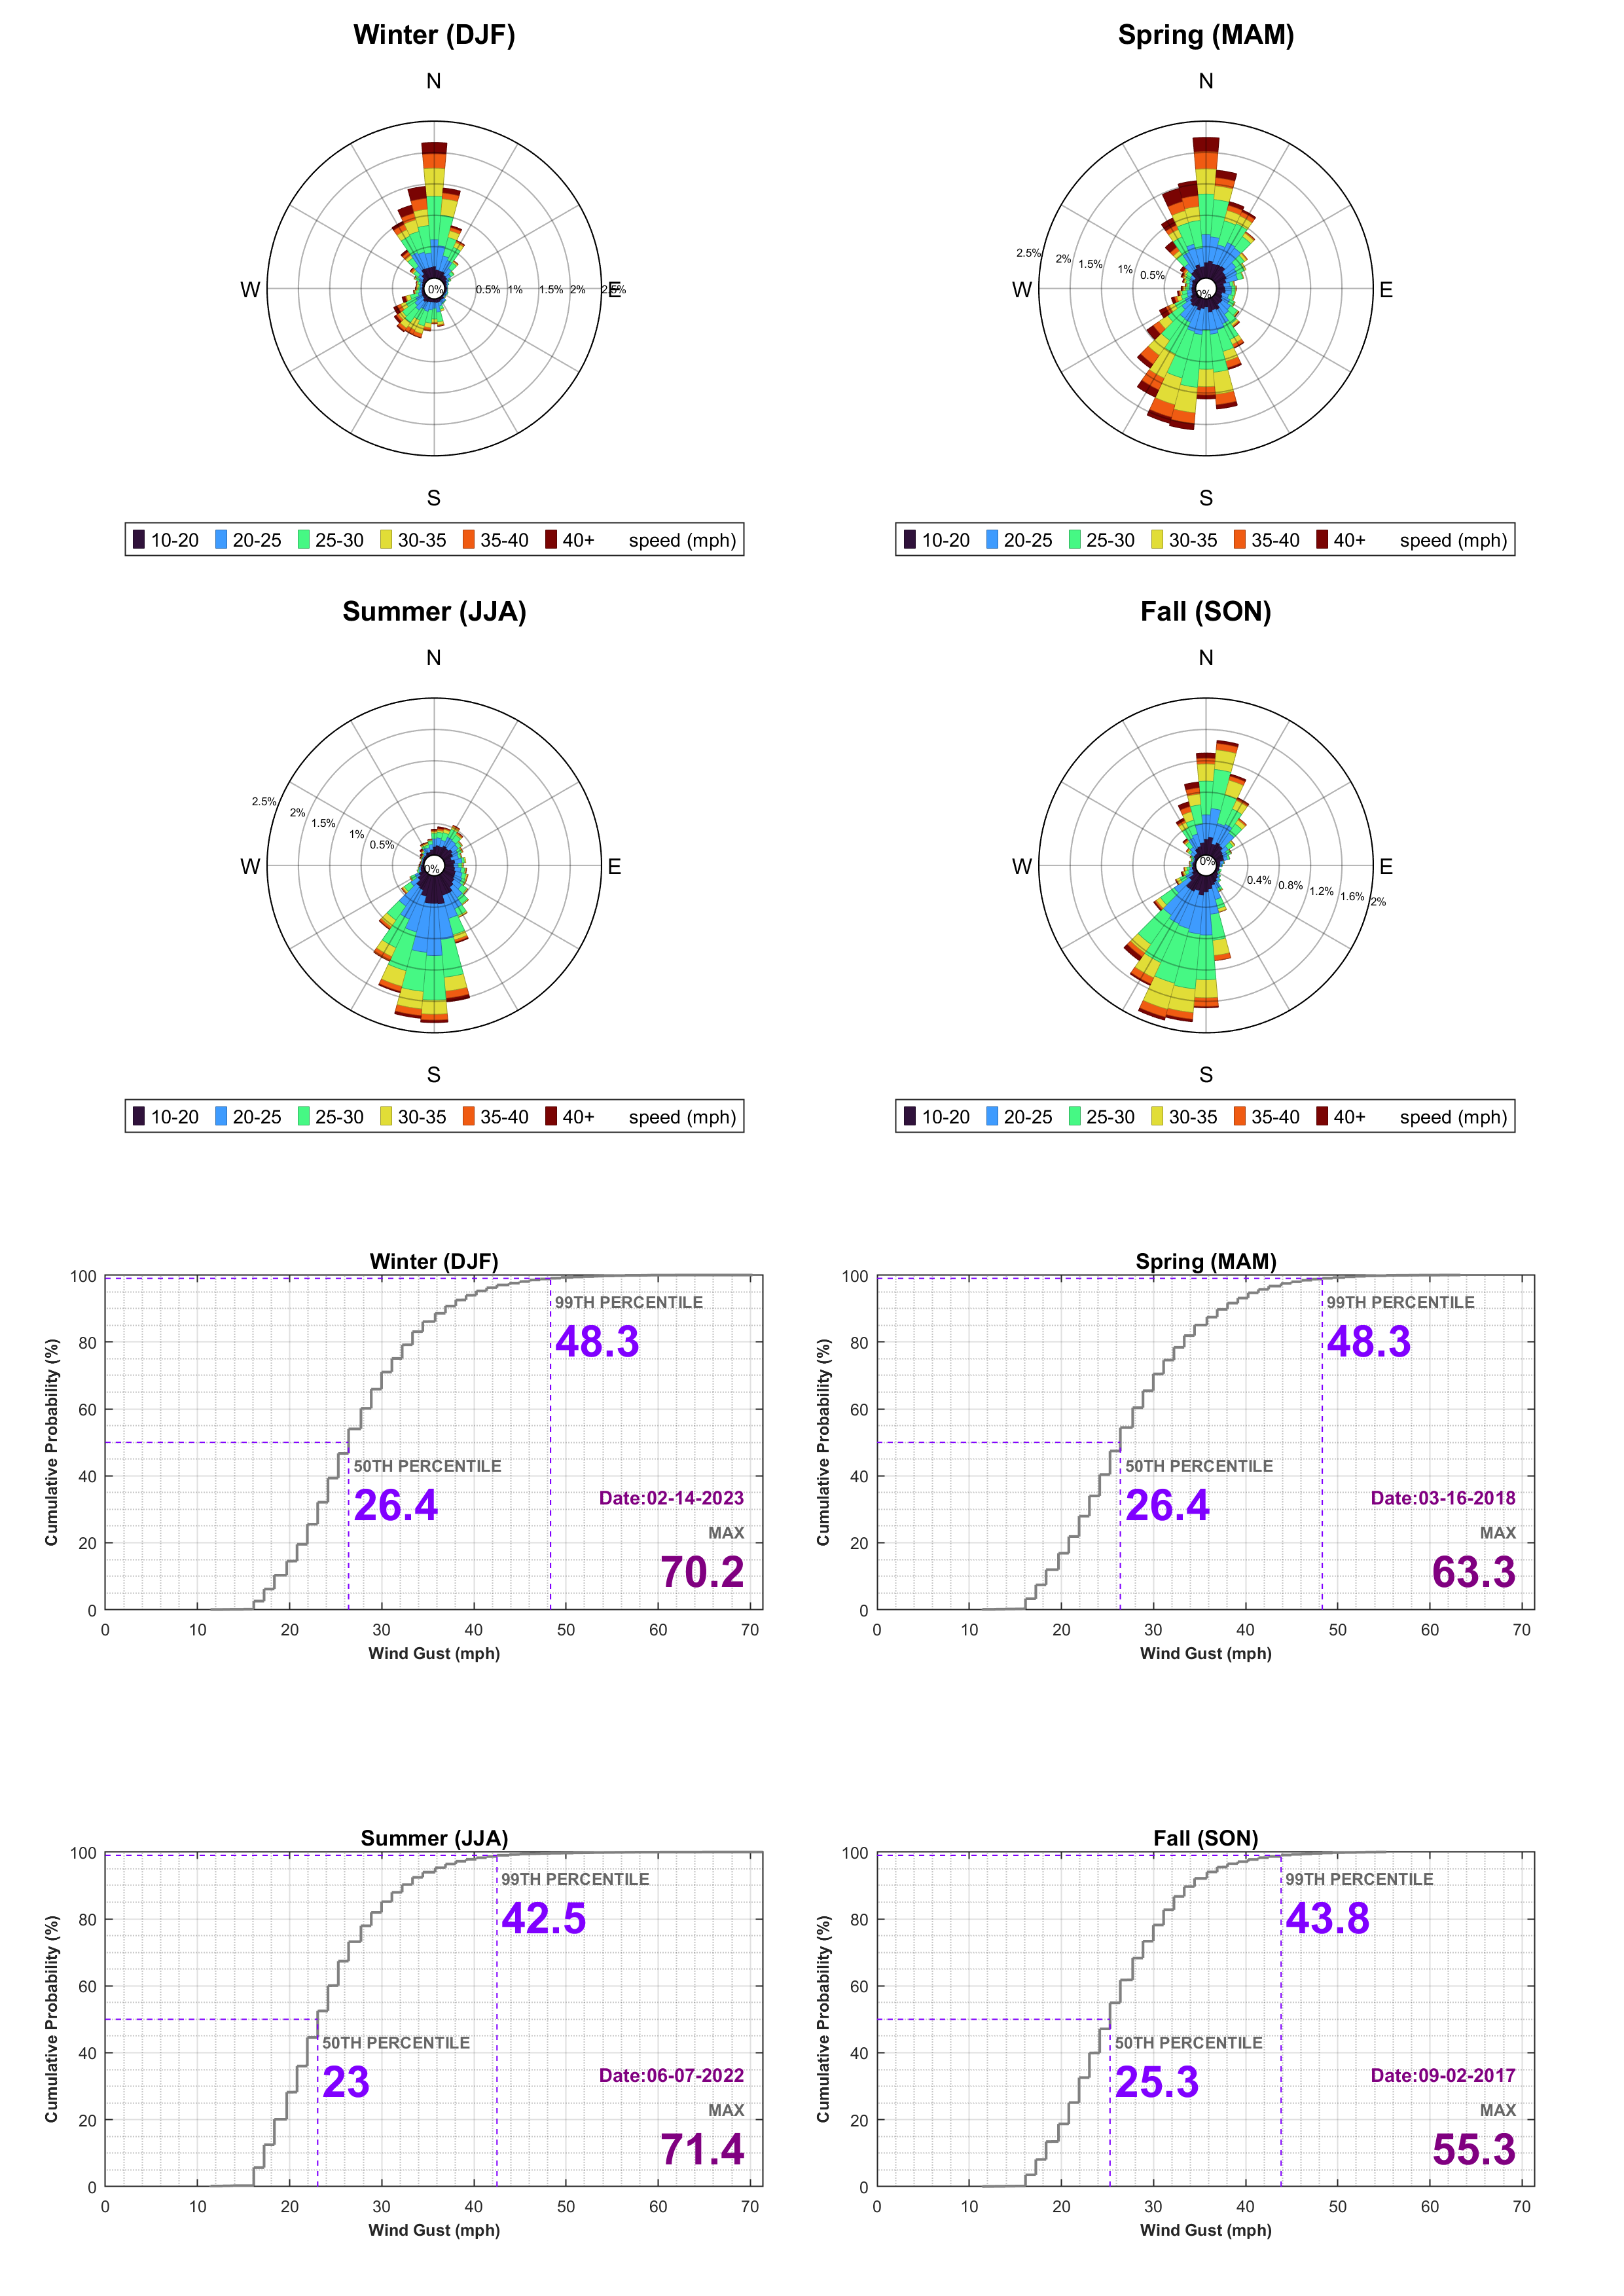 Winter (DJF)
N
W
E
0%
0.5%
1%
1.5%
2%
2.5%
S
10-20 20-25 25-30 30-35 35-40 40+ speed (mph)
Spring (MAM)
N
2.5%
2%
1.5%
1%
0.5%
0%
W
E
S
10-20 20-25 25-30 30-35 35-40 40+ speed (mph)
Summer (JJA)
N
2.5%
2%
1.5%
1%
0.5%
0%
W
E
S
10-20 20-25 25-30 30-35 35-40 40+ speed (mph)
Fall (SON)
N
W
E
0%
0.4%
0.8%
1.2%
1.6%
2%
S
10-20 20-25 25-30 30-35 35-40 40+ speed (mph)
Winter (DJF)
Cumulative Probability (%)
100
80
60
40
20
0
99TH PERCENTILE
48.3
50TH PERCENTILE
26.4
Date:02-14-2023
MAX
70.2
0 10 20 30 40 50 60 70
Wind Gust (mph)
Spring (MAM)
Cumulative Probability (%)
100
80
60
40
20
0
99TH PERCENTILE
48.3
50TH PERCENTILE
26.4
Date:03-16-2018
MAX
63.3
0 10 20 30 40 50 60 70
Wind Gust (mph)
Summer (JJA)
Cumulative Probability (%)
100
80
60
40
20
0
99TH PERCENTILE
42.5
50TH PERCENTILE
23
Date:06-07-2022
MAX
71.4
0 10 20 30 40 50 60 70
Wind Gust (mph)
Fall (SON)
Cumulative Probability (%)
100
80
60
40
20
0
99TH PERCENTILE
43.8
50TH PERCENTILE
25.3
Date:09-02-2017
MAX
55.3
0 10 20 30 40 50 60 70
Wind Gust (mph)